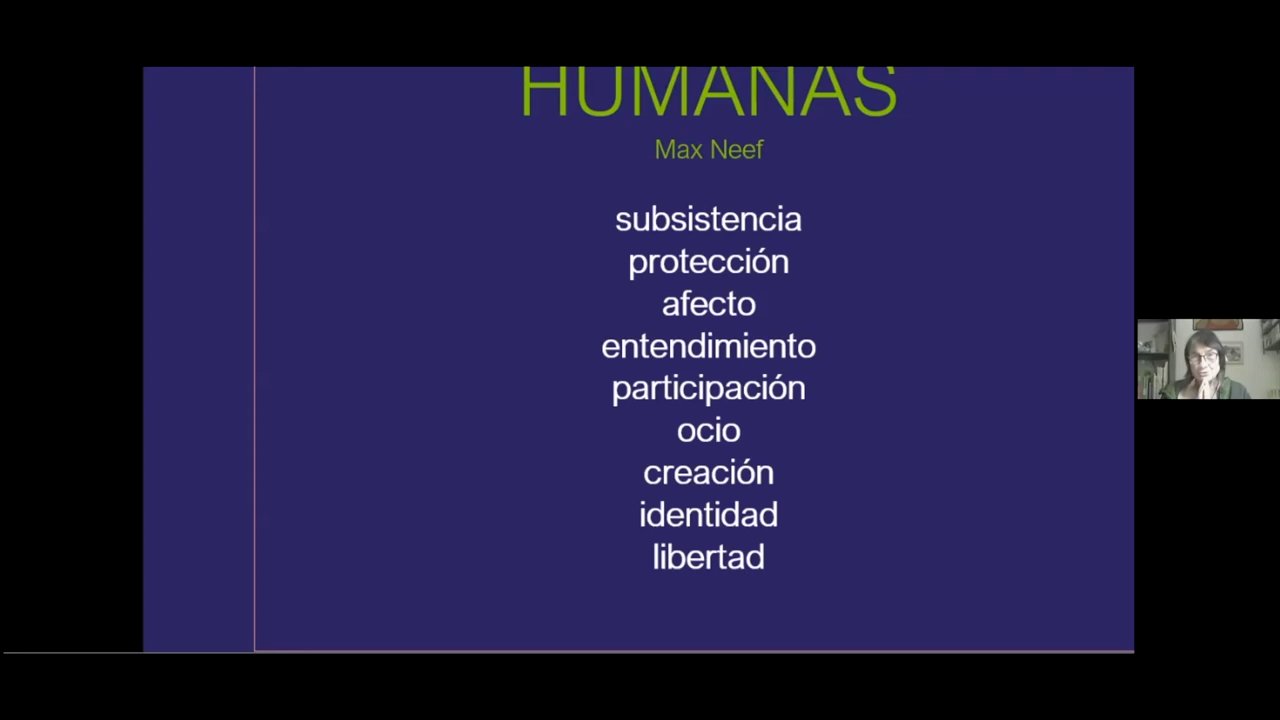 HUMANAS
Max Neef
subsistencia
protección
afecto
entendimiento
participación
ocio
creación
identidad
libertad